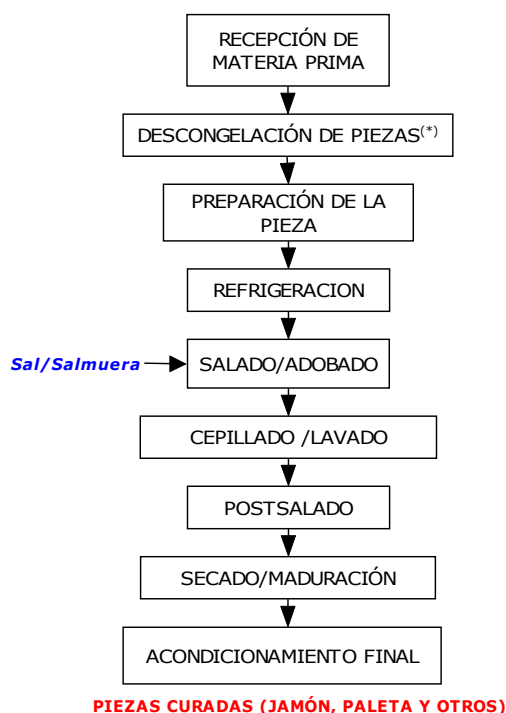 RECEPCIÓN DE
MATERIA PRIMA
DESCONGELACIÓN DE PIEZAS(*)
PREPARACIÓN DE LA
PIEZA
REFRIGERACION
Sal/Salmuera
SALADO/ADOBADO
CEPILLADO /LAVADO
POSTSALADO
SECADO/MADURACIÓN
ACONDICIONAMIENTO FINAL
PIEZAS CURADAS (JAMÓN, PALETA Y OTROS)